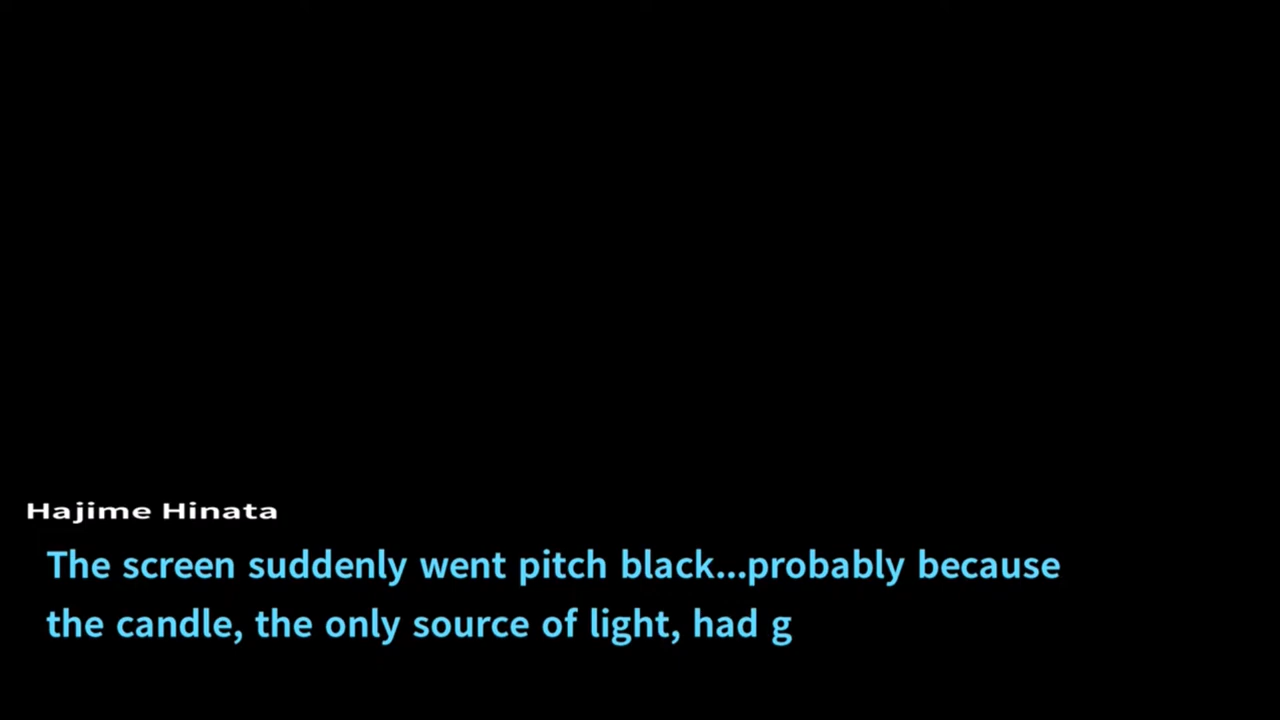 Hajime Hinata
The screen suddenly went pitch black...probably because
the candle, the only source of light, had g